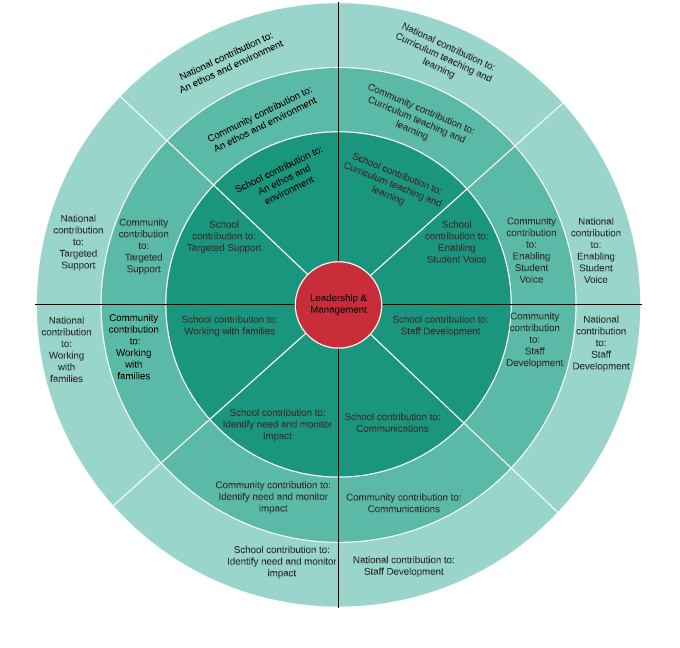 National contribution to:
An ethos and environment
National contribution to:
Curriculum teaching and
learning
Community contribution to:
An ethos and environment
Community contribution to:
Curriculum teaching and
learning
School contribution to:
An ethos and
environment
School contribution to:
Curriculum teaching and
learning
National
contribution
to:
Targeted
Support
Community
contribution
to:
Targeted
Support
School
contribution to:
Targeted Support
School
contribution to:
Enabling
Student Voice
Community
contribution
to:
Enabling
Student
Voice
National
contribution
to:
Enabling
Student
Voice
Leadership &
Management
National
contribution
to:
Working
with
families
Community
contribution
to:
Working
with
families
School contribution to:
Working with families
School contribution to:
Staff Development
Community
contribution
to:
Staff
Development
National
contribution
to:
Staff
Development
School contribution to:
Identify need and monitor
impact
School contribution to:
Communications
Community contribution to:
Identify need and monitor
impact
Community contribution to:
Communications
School contribution to:
Identify need and monitor
impact
National contribution to:
Staff Development